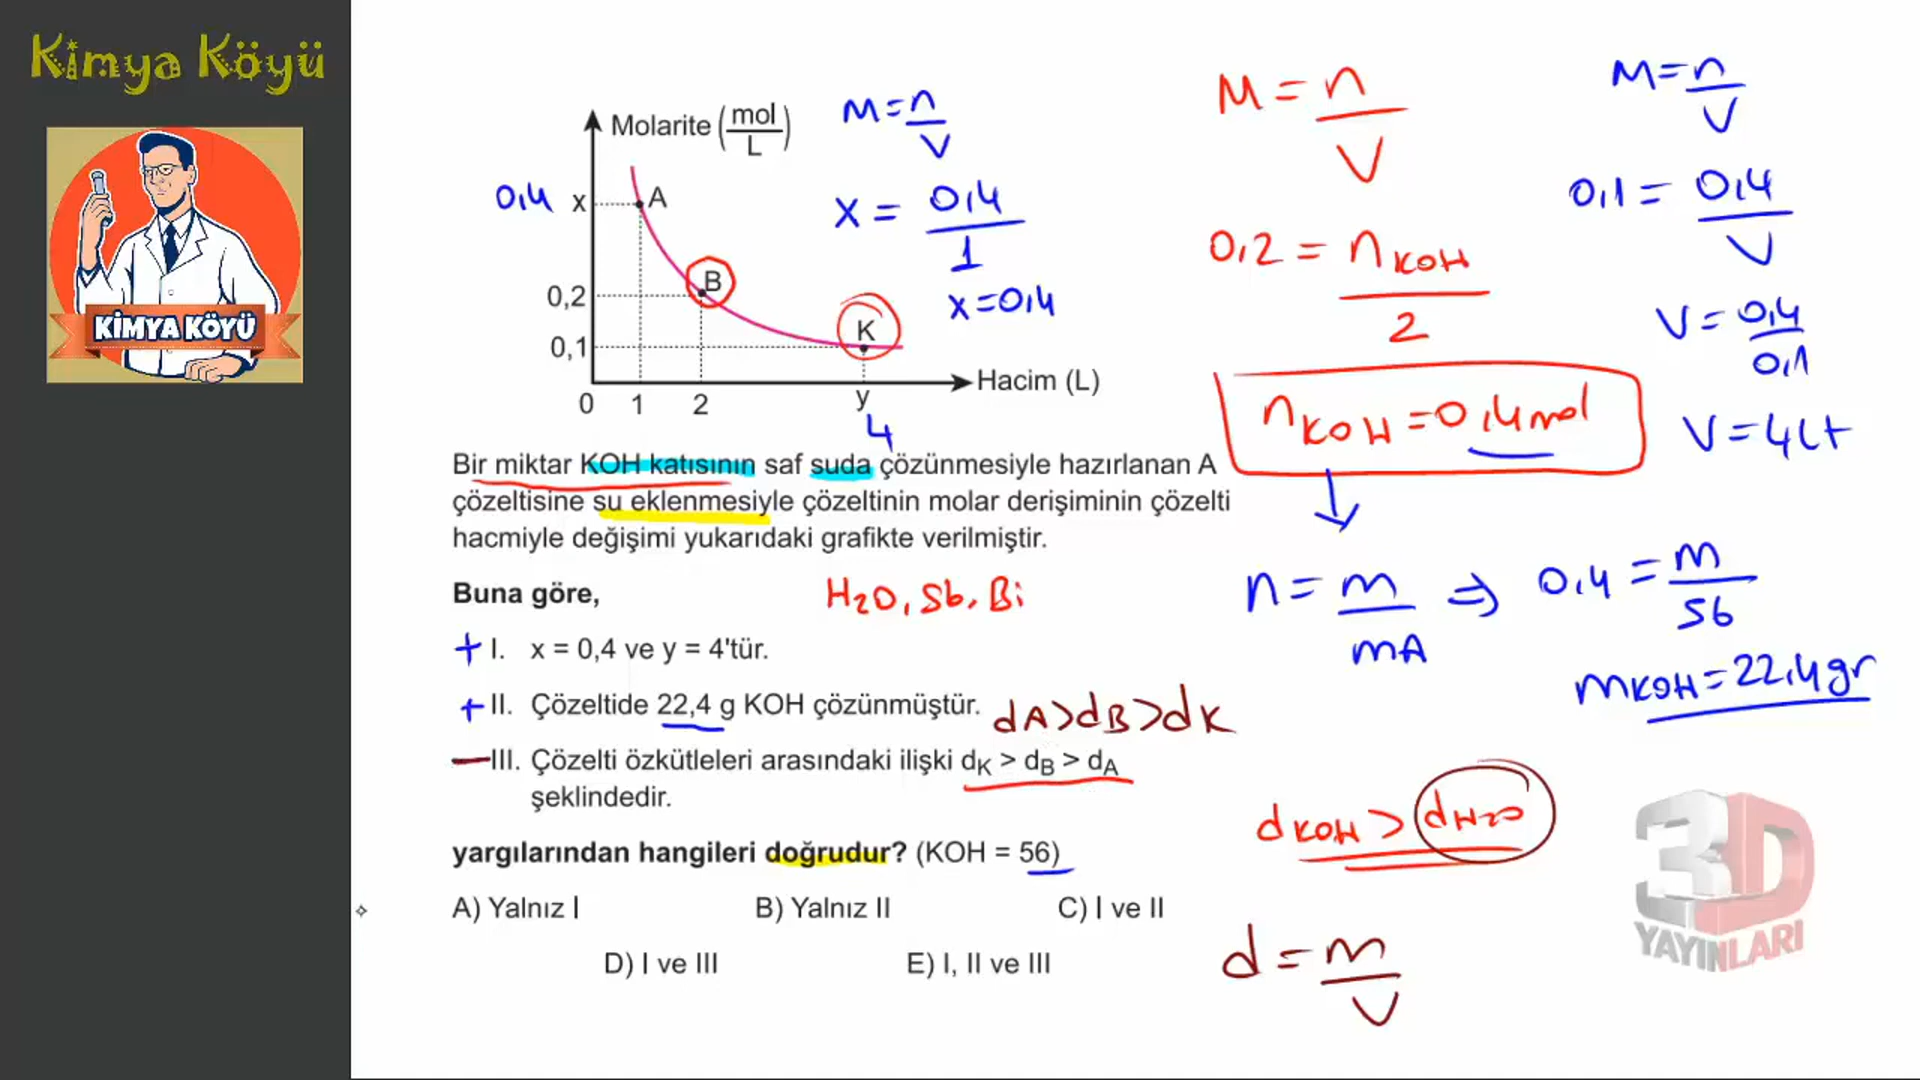 Kimya Köyü
KİMYA KÖYÜ
Molarite (mol/L)
0,4 x A
0,2 B
0,1 K
0 1 2 y Hacim (L)
4
M = n/V
x = 0,4/1
x = 0,4
M = n/V
0,2 = nKOH/2
nKOH = 0,4 mol
M = n/V
0,1 = 0,4/V
V = 0,4/0,1
V = 4 Lt
Bir miktar KOH katısının saf suda çözünmesiyle hazırlanan A
çözeltisine su eklenmesiyle çözeltinin molar derişiminin çözelti
hacmiyle değişimi yukarıdaki grafikte verilmiştir.
n = m/mA ⇒ 0,4 = m/56
mKOH = 22,4 gr
Buna göre,
H2O, Sb, Bi
+ I. x = 0,4 ve y = 4'tür.
+ II. Çözeltide 22,4 g KOH çözünmüştür.
dA > dB > dK
– III. Çözelti özkütleleri arasındaki ilişki dK > dB > dA
şeklindedir.
dKOH > dH2O
yargılarından hangileri doğrudur? (KOH = 56)
A) Yalnız I B) Yalnız II C) I ve II
D) I ve III E) I, II ve III
d = m/V
3D
YAYINLARI